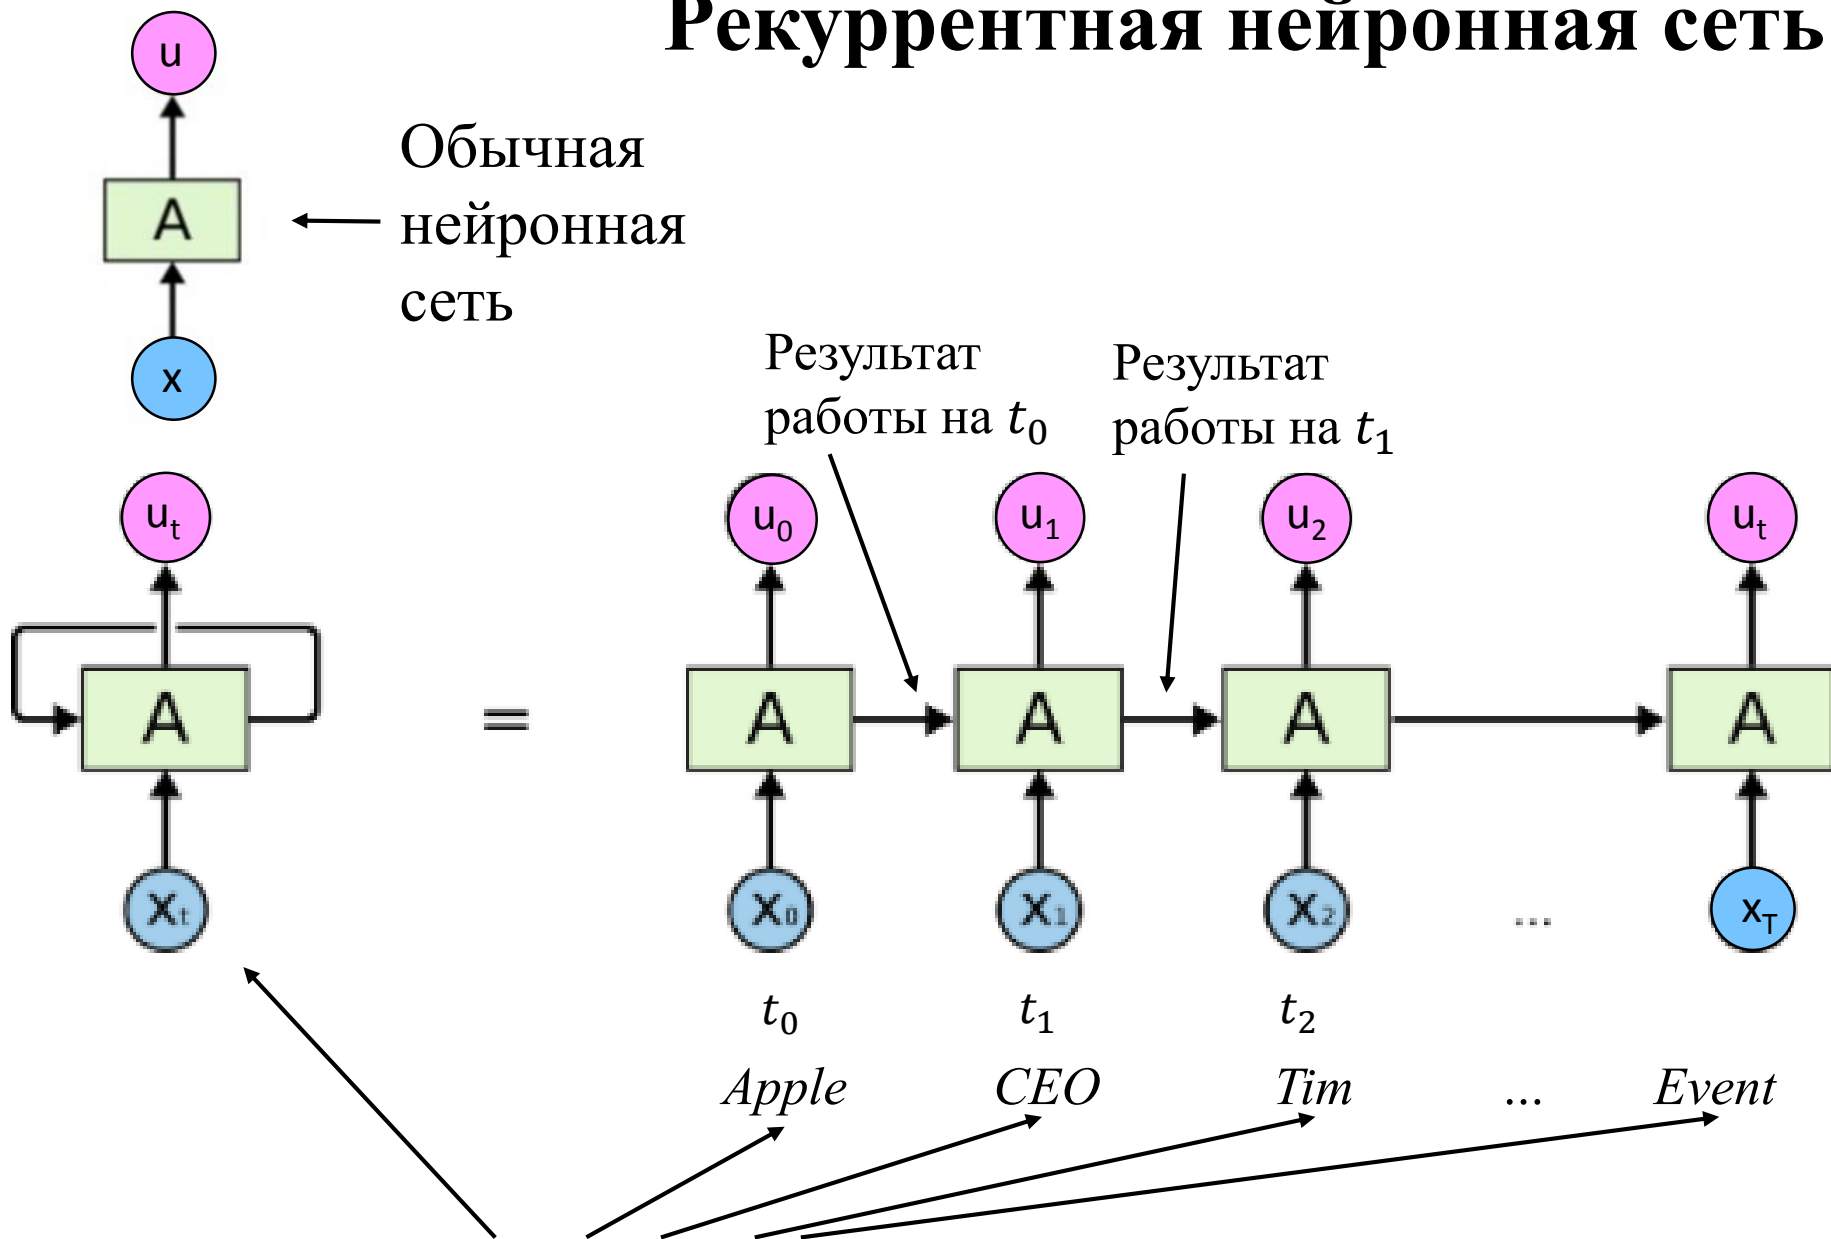 Рекуррентная нейронная сеть
u
Обычная
нейронная
сеть
A
x
Результат
работы на t₀
Результат
работы на t₁
uₜ
u₀
u₁
u₂
uₜ
A
=
A
A
A
A
xₜ
x₀
x₁
x₂
...
x_T
t₀
t₁
t₂
Apple
CEO
Tim
...
Event